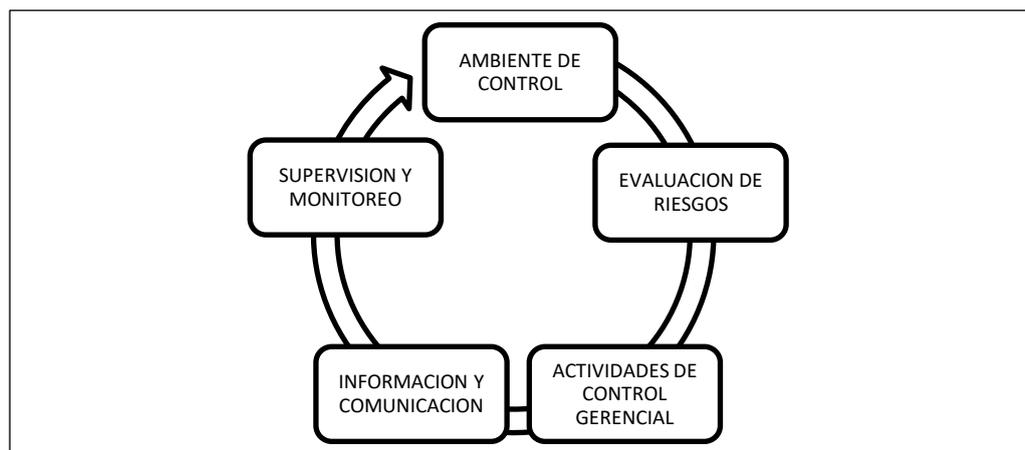 AMBIENTE DE
CONTROL
EVALUACION DE
RIESGOS
ACTIVIDADES DE
CONTROL
GERENCIAL
INFORMACION Y
COMUNICACION
SUPERVISION Y
MONITOREO